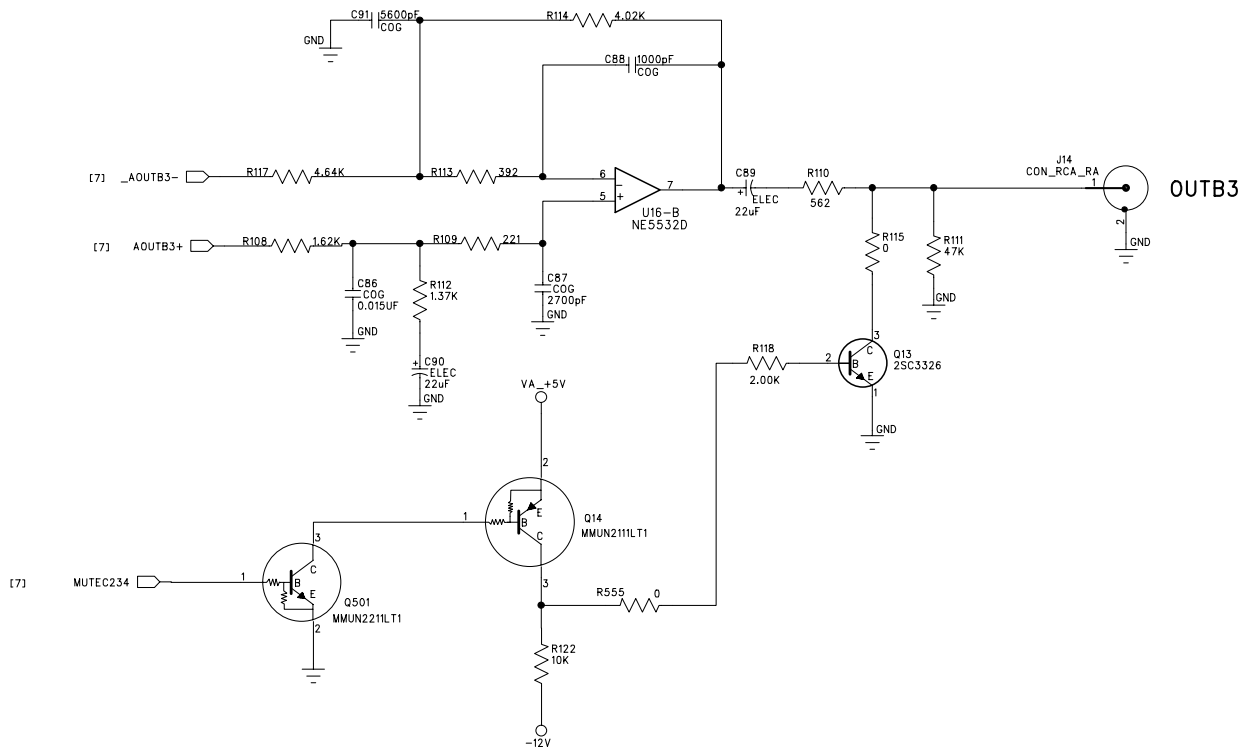 C91 5600pF
COG
GND
R114 4.02K
C88 1000pF
COG
[7] _AOUTB3- R117 4.64K R113 392
6
5
7
U16-B
NE5532D
C89
+ ELEC
22uF
R110
562
J14
CON_RCA_RA
1
2
GND
OUTB3
[7] AOUTB3+ R108 1.62K R109 221
C86
COG
0.015UF
GND
R112
1.37K
+ C90
ELEC
22uF
GND
C87
COG
2700pF
GND
R115
0
R111
47K
GND
R118
2.00K
3
2
C
B
E
1
Q13
2SC3326
GND
VA_+5V
2
1
E
B
C
3
Q14
MMUN2111LT1
[7] MUTEC234
1
3
C
B
E
2
Q501
MMUN2211LT1
R555 0
R122
10K
-12V